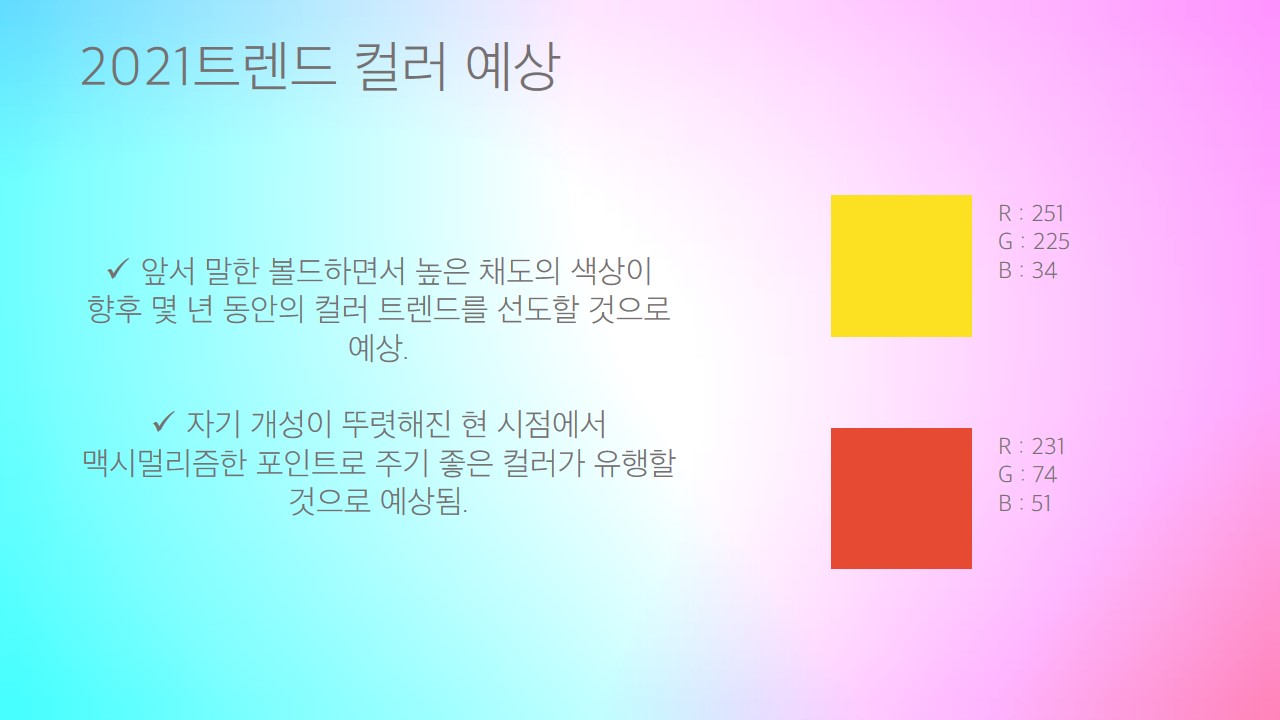 2021트렌드 컬러 예상
✓ 앞서 말한 볼드하면서 높은 채도의 색상이
향후 몇 년 동안의 컬러 트렌드를 선도할 것으로
예상.
✓ 자기 개성이 뚜렷해진 현 시점에서
맥시멀리즘한 포인트로 주기 좋은 컬러가 유행할
것으로 예상됨.
R : 251
G : 225
B : 34
R : 231
G : 74
B : 51